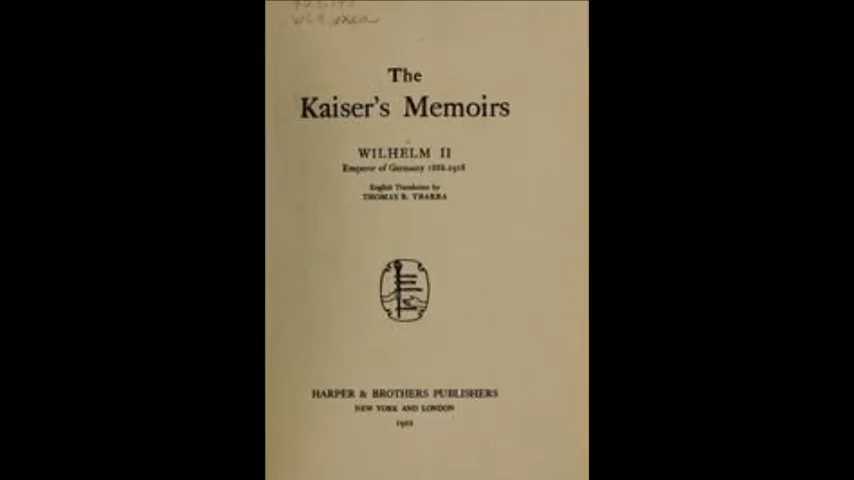 The
Kaiser's Memoirs
WILHELM II
Emperor of Germany 1888-1918
English Translation by
THOMAS R. YBARRA
HARPER & BROTHERS PUBLISHERS
NEW YORK AND LONDON
1922